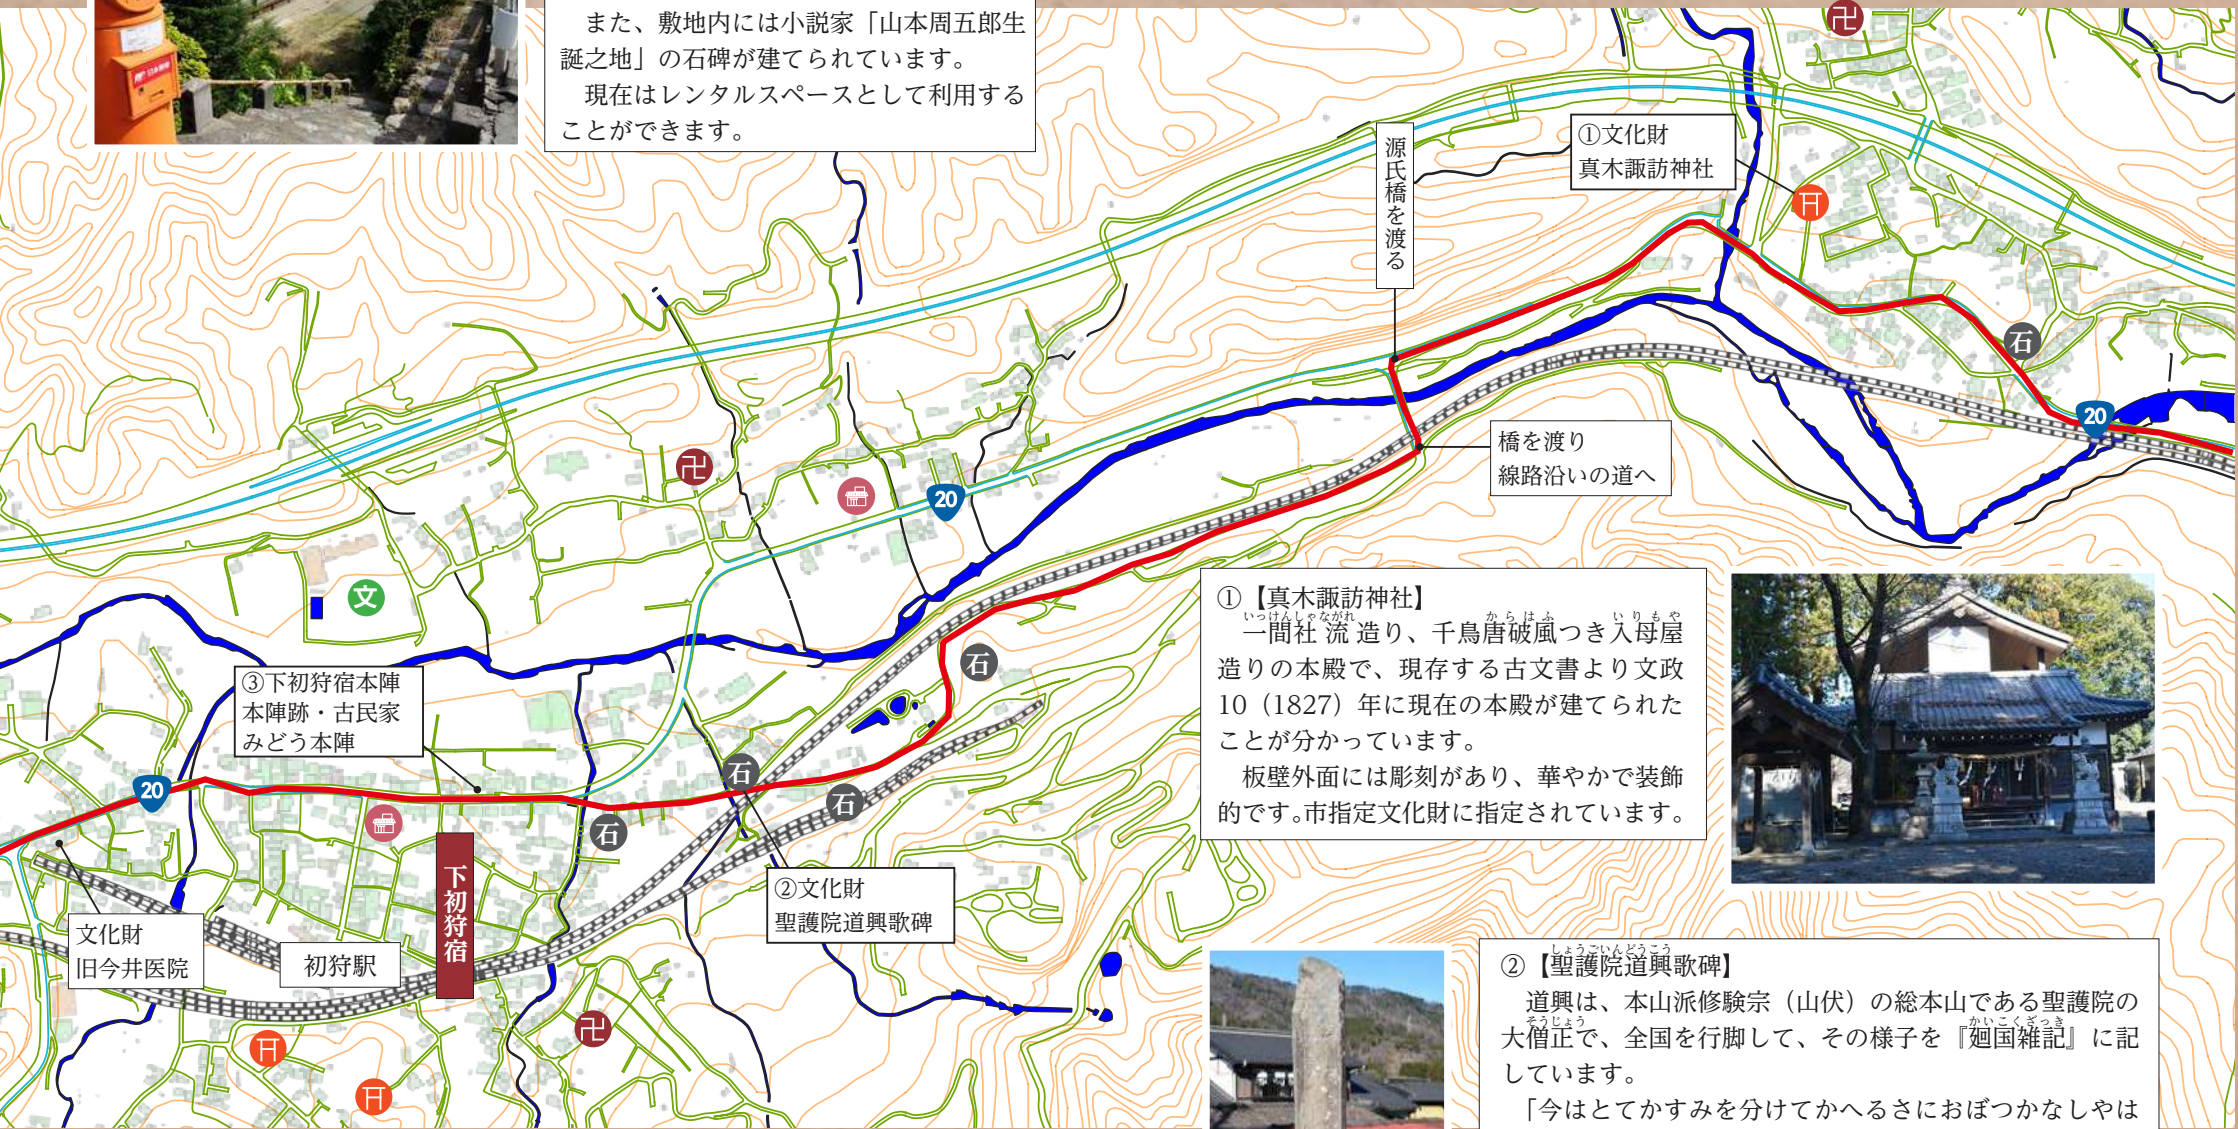 また、敷地内には小説家「山本周五郎生
誕之地」の石碑が建てられています。
現在はレンタルスペースとして利用する
ことができます。
源氏橋を渡る
①文化財
真木諏訪神社
石
20
橋を渡り
線路沿いの道へ
20
文
石
③下初狩宿本陣
本陣跡・古民家
みどう本陣
20
石
石
石
下初狩宿
②文化財
聖護院道興歌碑
文化財
旧今井医院
初狩駅
①【真木諏訪神社】
いっけんしゃながれ からはふ いりもや
一間社流造り、千鳥唐破風つき入母屋
造りの本殿で、現存する古文書より文政
10（1827）年に現在の本殿が建てられた
ことが分かっています。
板壁外面には彫刻があり、華やかで装飾
的です。市指定文化財に指定されています。
しょうごいんどうこう
②【聖護院道興歌碑】
道興は、本山派修験宗（山伏）の総本山である聖護院の
そうじょう かいこくざっき
大僧正で、全国を行脚して、その様子を『廻国雑記』に記
しています。
「今はとてかすみを分けてかへるさにおぼつかなしやは